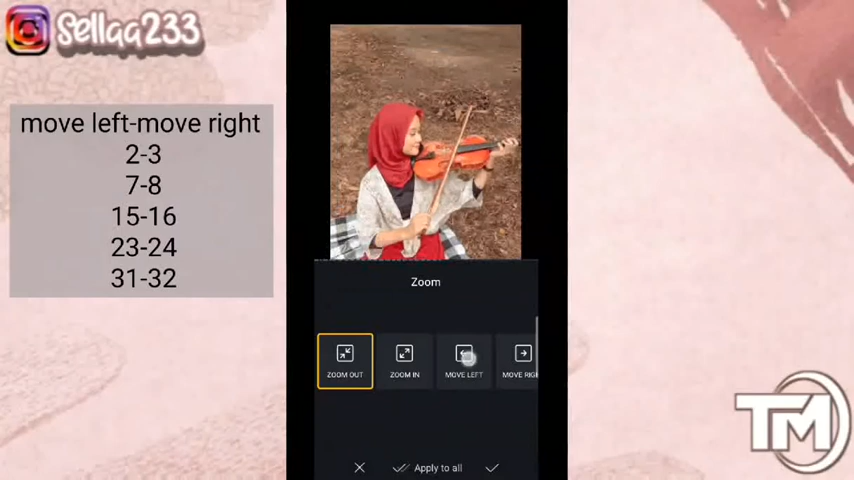 Sellaa233
move left-move right
2-3
7-8
15-16
23-24
31-32
Zoom
ZOOM OUT
ZOOM IN
MOVE LEFT
MOVE RIGH
Apply to all
TM